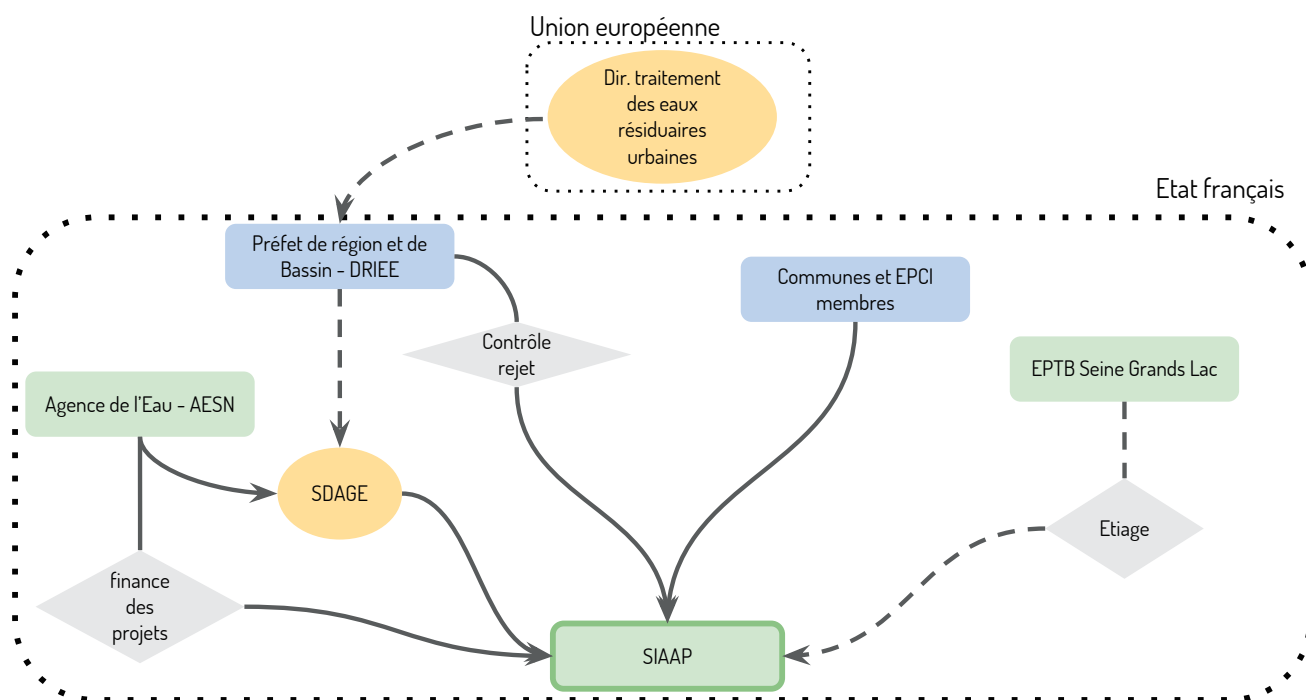 Union européenne
Dir. traitement
des eaux
résiduaires
urbaines
Etat français
Préfet de région et de
Bassin - DRIEE
Communes et EPCI
membres
Contrôle
rejet
EPTB Seine Grands Lac
Agence de l'Eau - AESN
SDAGE
Etiage
finance
des
projets
SIAAP